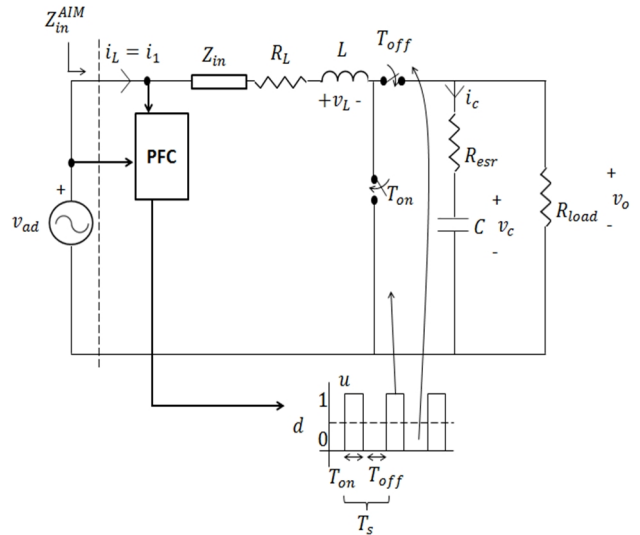 Z_in^AIM
i_L = i_1
Z_in
R_L
L
T_off
+v_L -
i_c
PFC
R_esr
T_on
+
v_ad
+
C v_c
-
R_load
+
v_o
-
u
1
d
0
T_on T_off
T_s